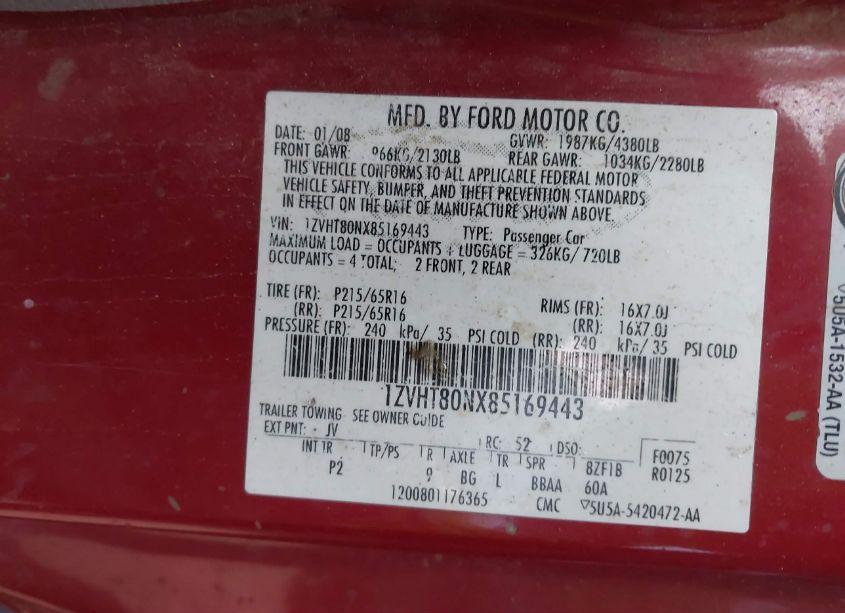 MFD. BY FORD MOTOR CO.
DATE: 01/08 GVWR: 1987KG/4380LB
FRONT GAWR: 966KG/2130LB REAR GAWR: 1034KG/2280LB
THIS VEHICLE CONFORMS TO ALL APPLICABLE FEDERAL MOTOR
VEHICLE SAFETY, BUMPER, AND THEFT PREVENTION STANDARDS
IN EFFECT ON THE DATE OF MANUFACTURE SHOWN ABOVE.
VIN: 1ZVHT80NX85169443 TYPE: Passenger Car
MAXIMUM LOAD = OCCUPANTS + LUGGAGE = 326KG/ 720LB
OCCUPANTS = 4 TOTAL; 2 FRONT, 2 REAR
TIRE (FR): P215/65R16 RIMS (FR): 16X7.0J
(RR): P215/65R16 (RR): 16X7.0J
PRESSURE (FR): 240 kPa/ 35 PSI COLD (RR): 240 kPa/ 35 PSI COLD
1ZVHT80NX85169443
TRAILER TOWING SEE OWNER GUIDE
EXT PNT: JV RC: 52 DSO: F0075
INT TR TP/PS R AXLE TR SPR 8ZF1B R0125
P2 9 BG L BBAA 60A
1200801176365 CMC ▽5U5A-5420472-AA
5U5A-1532-AA (TLU)